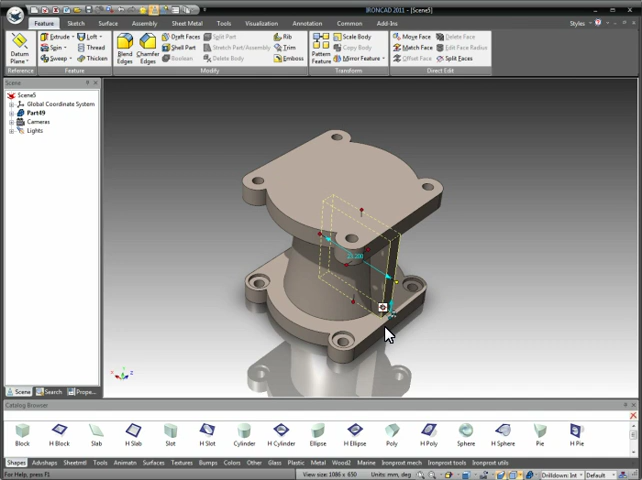 IRONCAD 2011 - [Scene5]
Feature Sketch Surface Assembly Sheet Metal Tools Visualization Annotation Common Add-Ins Styles
Datum Plane
Extrude Loft
Spin Thread
Sweep Thicken
Blend Edges
Chamfer Edges
Draft Faces Split Part Rib
Shell Part Stretch Part/Assembly Trim
Boolean Delete Body Emboss
Pattern Feature
Scale Body
Mirror Feature
Move Face Delete Face
Match Face Edit Face Radius
Offset Face Split Faces
Reference Feature Modify Transform Direct Edit
Scene
Scene5
Global Coordinate System
Part49
Cameras
Lights
Scene Search Prope...
Catalog Browser
Block H Block Slab H Slab Slot H Slot Cylinder H Cylinder Ellipse H Ellipse Poly H Poly Sphere H Sphere Pie H Pie
Shapes Advshaps Sheetmtl Tools Animatn Surfaces Textures Bumps Colors Other Glass Plastic Metal Wood2 Marine Ironprest mech Ironprest tools Ironprest utils
For Help, press F1 View size: 1086 x 650 Units: mm, deg Drilldown: Int Default